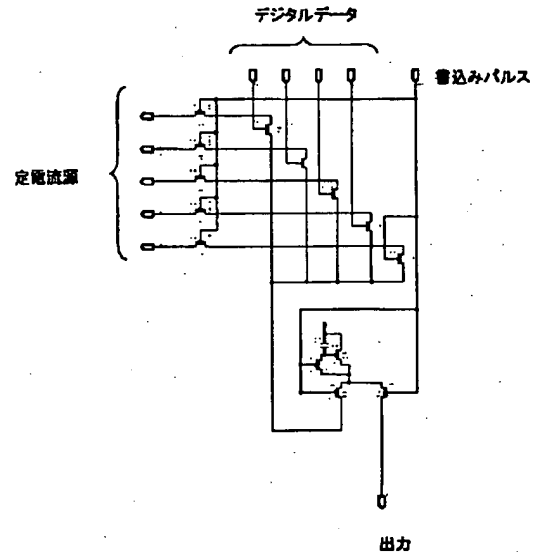 デジタルデータ
書込みパルス
定電流源
出力